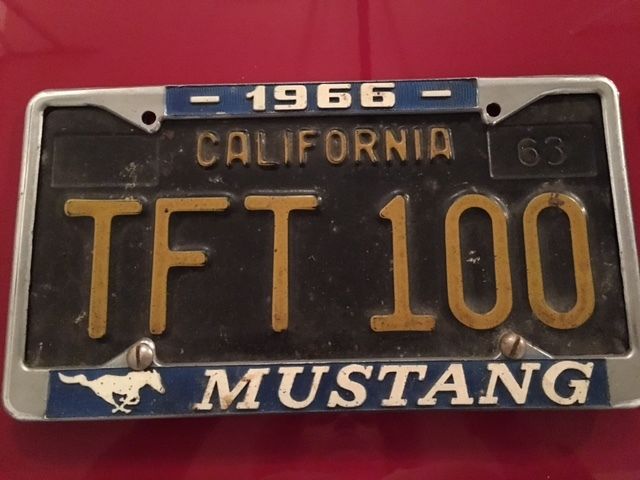 - 1966 -
CALIFORNIA 63
TFT 100
MUSTANG